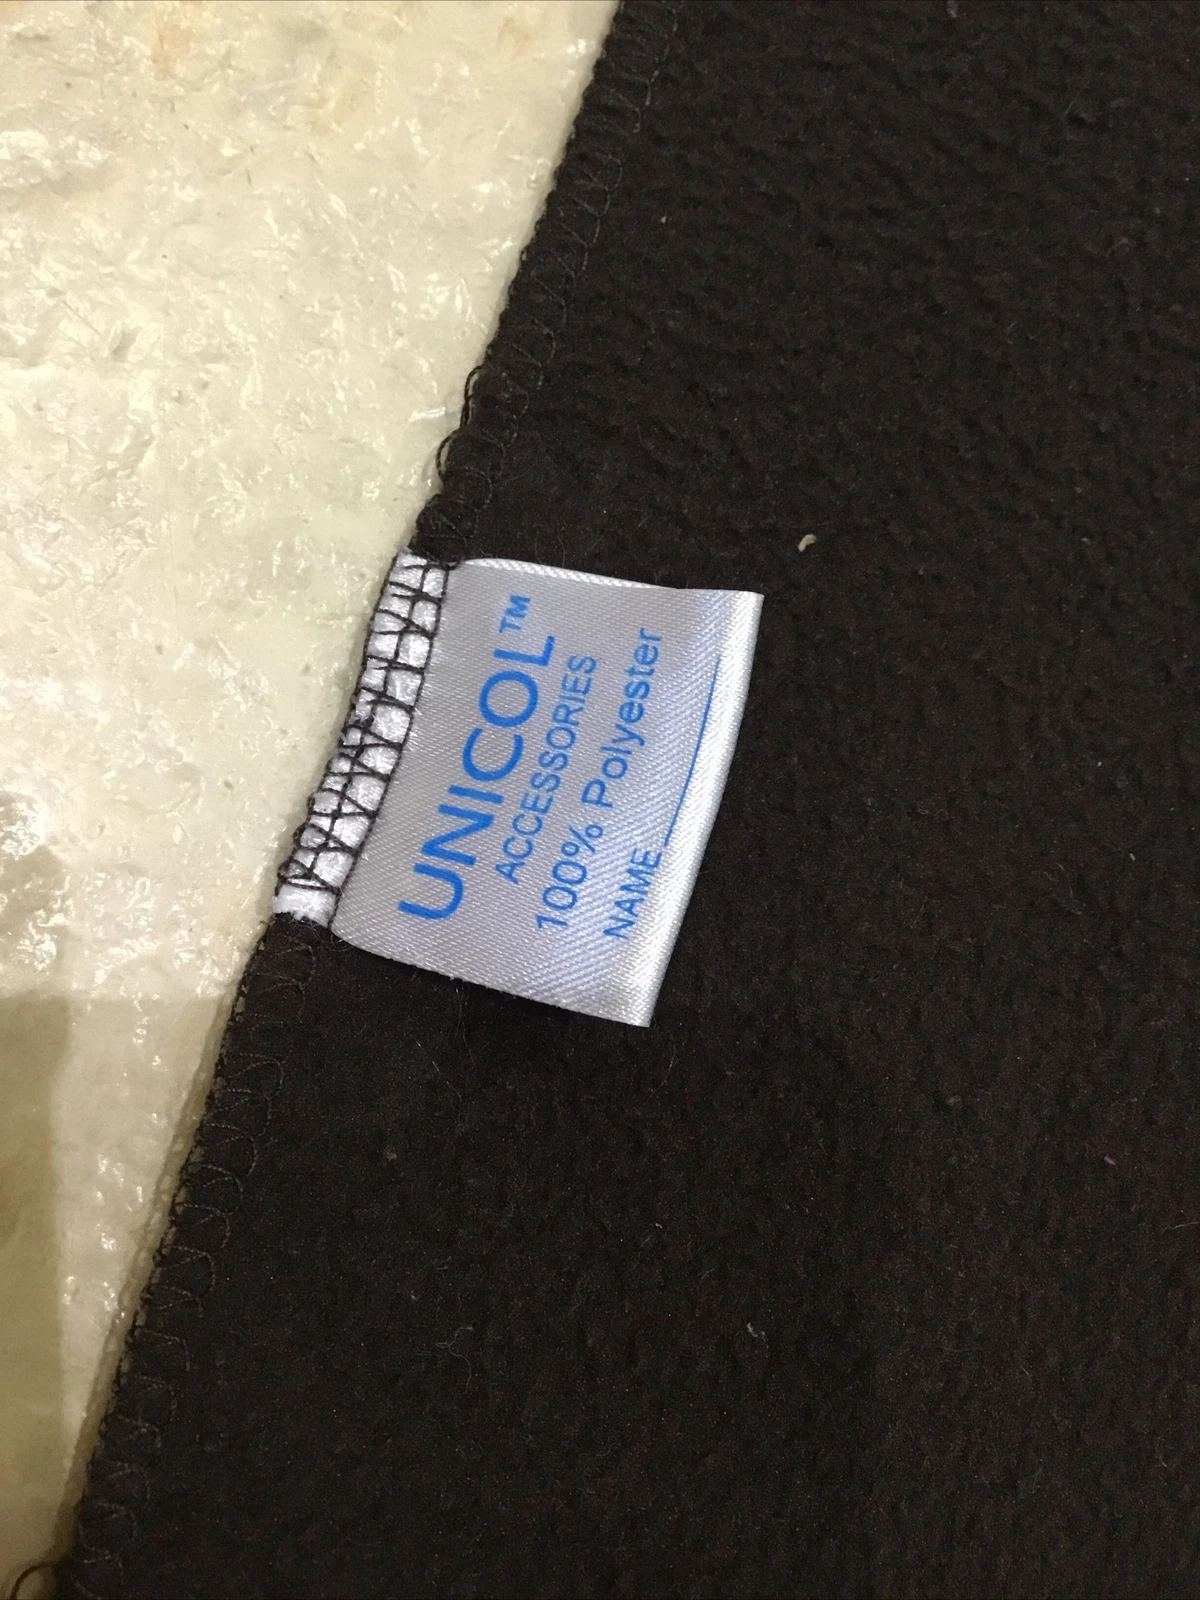 UNICOL™
ACCESSORIES
100% Polyester
NAME